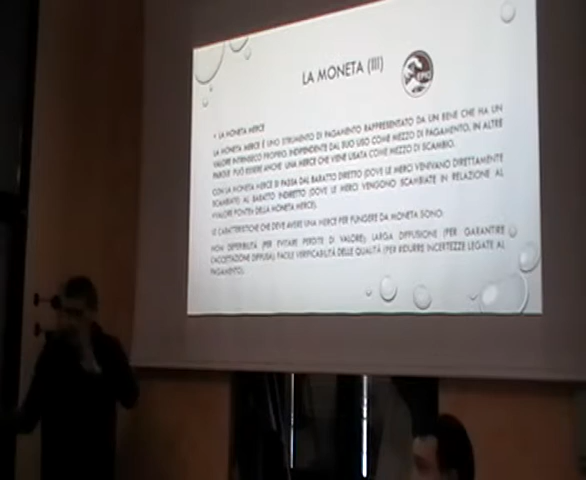 LA MONETA (III)
• LA MONETA MERCE
LA MONETA MERCE È UNO STRUMENTO DI PAGAMENTO RAPPRESENTATO DA UN BENE CHE HA UN
VALORE INTRINSECO PROPRIO, INDIPENDENTE DAL SUO USO COME MEZZO DI PAGAMENTO, IN ALTRE
PAROLE PUÒ ESSERE ANCHE UNA MERCE CHE VIENE USATA COME MEZZO DI SCAMBIO.
CON LA MONETA MERCE SI PASSA DAL BARATTO DIRETTO (DOVE LE MERCI VENIVANO DIRETTAMENTE
SCAMBIATE) AL BARATTO INDIRETTO (DOVE LE MERCI VENGONO SCAMBIATE IN RELAZIONE AL
«VALORE PONTE» DELLA MONETA MERCE).
LE CARATTERISTICHE CHE DEVE AVERE UNA MERCE PER FUNGERE DA MONETA SONO:
NON DEPERIBILITÀ (PER EVITARE PERDITE DI VALORE); LARGA DIFFUSIONE (PER GARANTIRE
L'ACCETTAZIONE DIFFUSA); FACILE VERIFICABILITÀ DELLE QUALITÀ (PER RIDURRE INCERTEZZE LEGATE AL
PAGAMENTO).